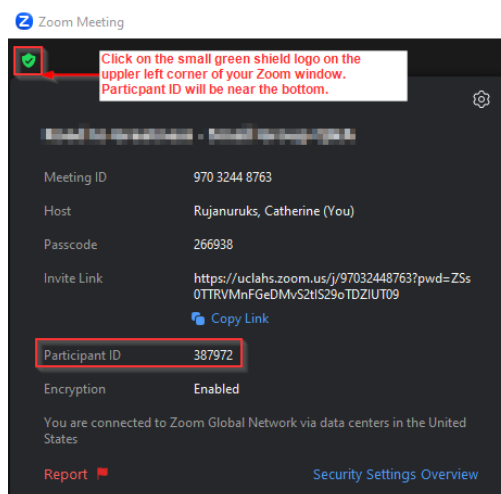 Zoom Meeting
Click on the small green shield logo on the
uppler left corner of your Zoom window.
Particpant ID will be near the bottom.
Meeting ID 970 3244 8763
Host Rujanuruks, Catherine (You)
Passcode 266938
Invite Link https://uclahs.zoom.us/j/97032448763?pwd=ZSs
0TTRVMnFGeDMvS2tlS29oTDZlUT09
Copy Link
Participant ID 387972
Encryption Enabled
You are connected to Zoom Global Network via data centers in the United
States
Report Security Settings Overview